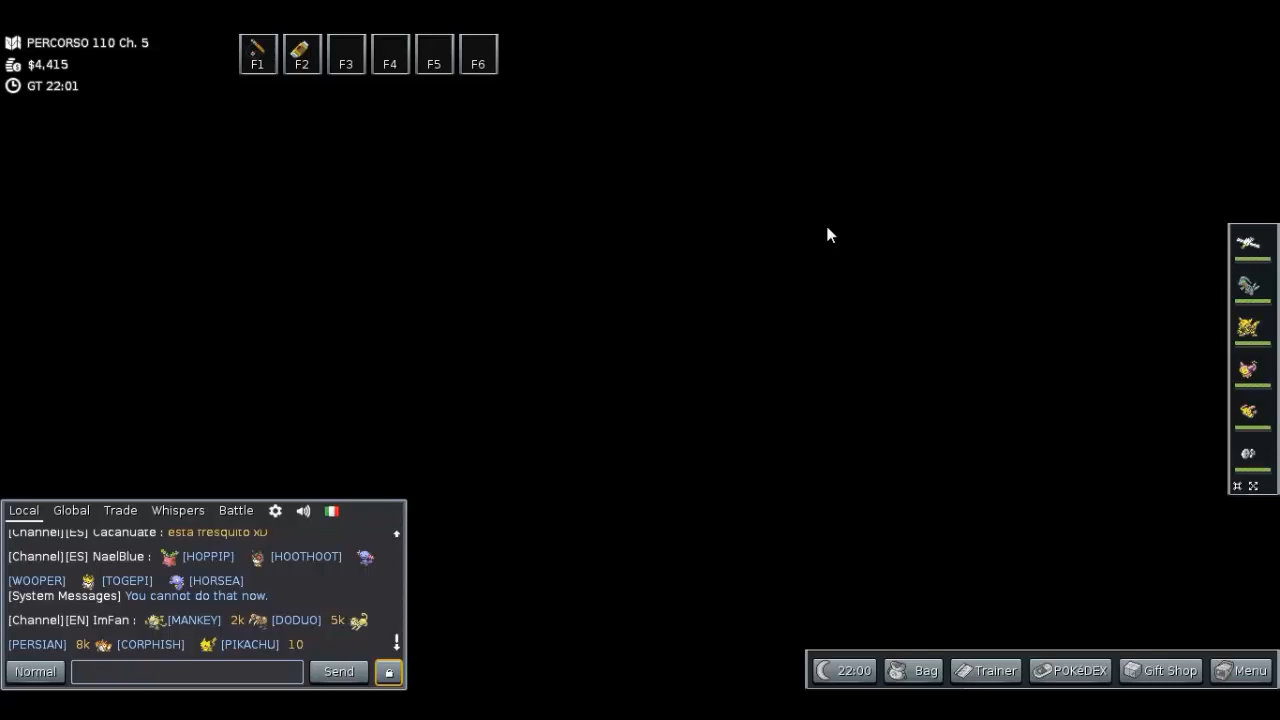 PERCORSO 110 Ch. 5
$4,415
GT 22:01
F1 F2 F3 F4 F5 F6
Local Global Trade Whispers Battle
[Channel][ES] Cacahuate : esta fresquito xD
[Channel][ES] NaelBlue : [HOPPIP] [HOOTHOOT]
[WOOPER] [TOGEPI] [HORSEA]
[System Messages] You cannot do that now.
[Channel][EN] ImFan : [MANKEY] 2k [DODUO] 5k
[PERSIAN] 8k [CORPHISH] [PIKACHU] 10
Normal Send
22:00 Bag Trainer POKéDEX Gift Shop Menu